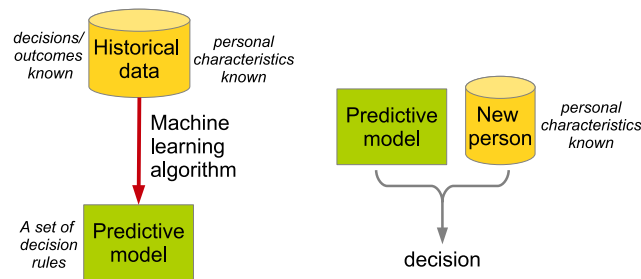 decisions/
outcomes
known
Historical
data
personal
characteristics
known
Machine
learning
algorithm
A set of
decision
rules
Predictive
model
Predictive
model
New
person
personal
characteristics
known
decision